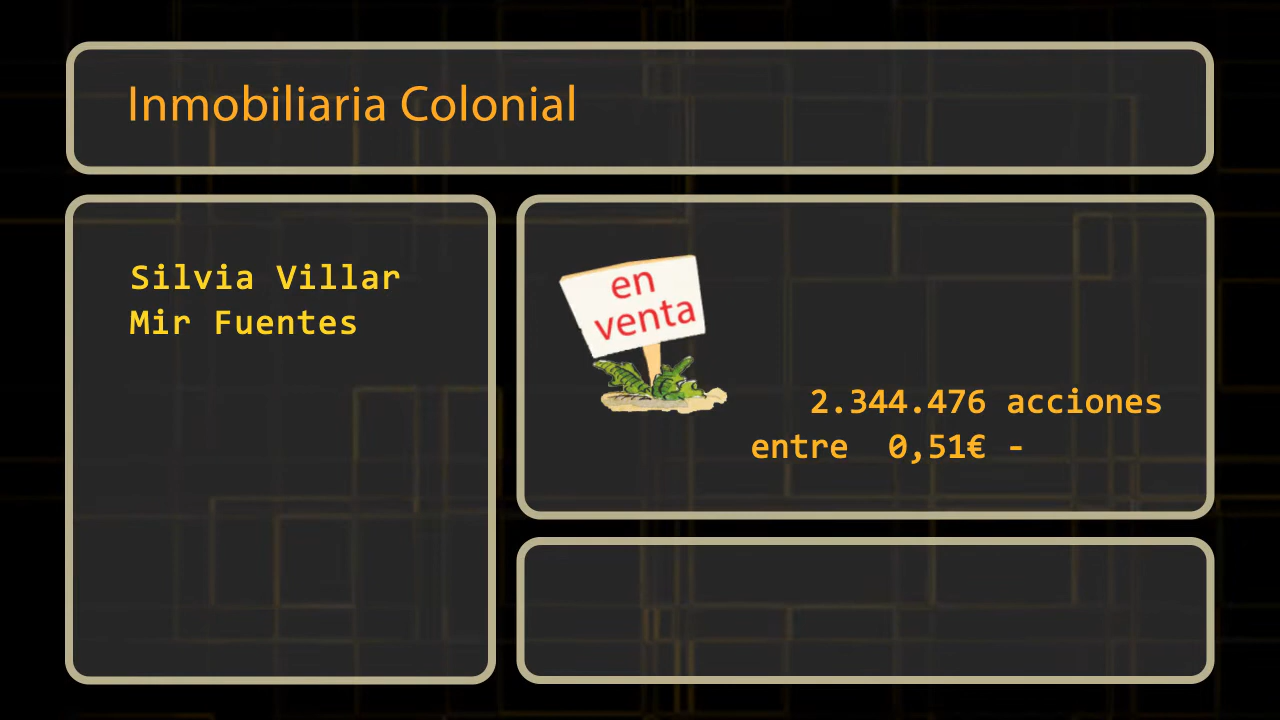 Inmobiliaria Colonial
Silvia Villar
Mir Fuentes
en
venta
2.344.476 acciones
entre 0,51€ -